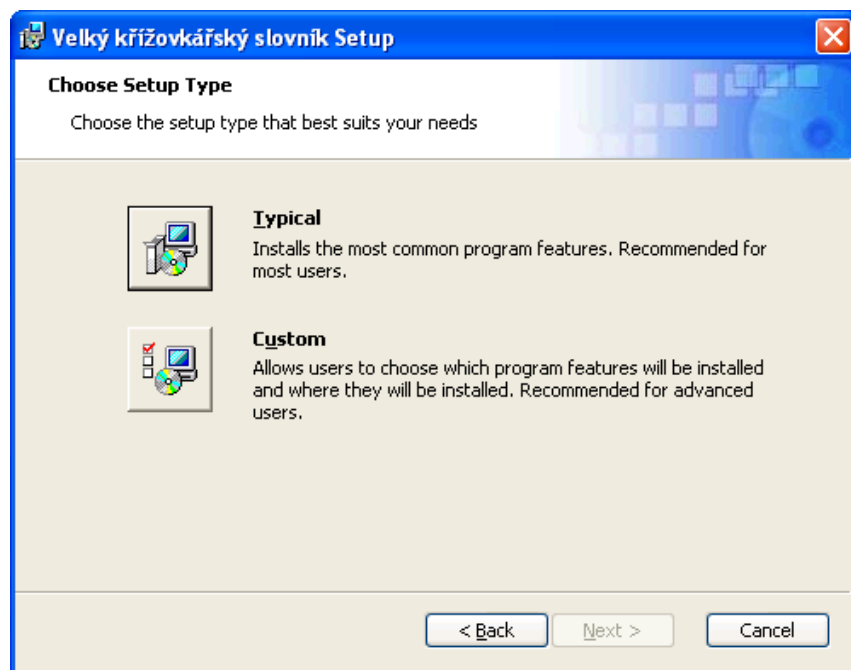 Velký křížovkářský slovník Setup
Choose Setup Type
Choose the setup type that best suits your needs
Typical
Installs the most common program features. Recommended for
most users.
Custom
Allows users to choose which program features will be installed
and where they will be installed. Recommended for advanced
users.
< Back
Next >
Cancel